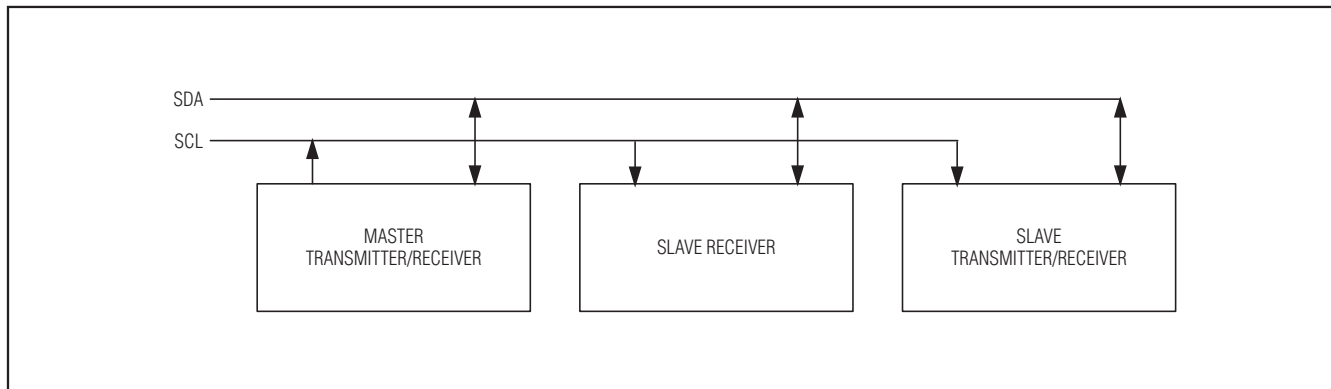 SDA
SCL
MASTER
TRANSMITTER/RECEIVER
SLAVE RECEIVER
SLAVE
TRANSMITTER/RECEIVER